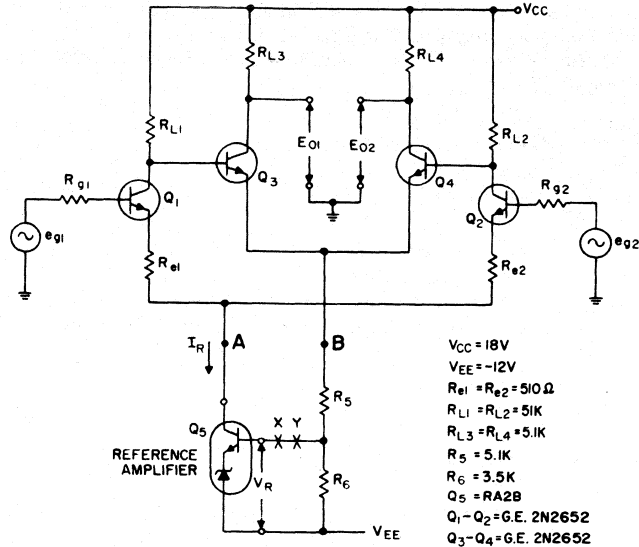 VCC
RL3
RL4
RL1
RL2
EO1
EO2
Q3
Q4
Rg1
Q1
Q2
Rg2
eg1
eg2
Re1
Re2
IR
A
B
R5
Q5
X Y
REFERENCE
AMPLIFIER
VR
R6
VEE
VCC = 18V
VEE = -12V
Re1 = Re2 = 510Ω
RL1 = RL2 = 51K
RL3 = RL4 = 5.1K
R5 = 5.1K
R6 = 3.5K
Q5 = RA2B
Q1-Q2 = G.E. 2N2652
Q3-Q4 = G.E. 2N2652